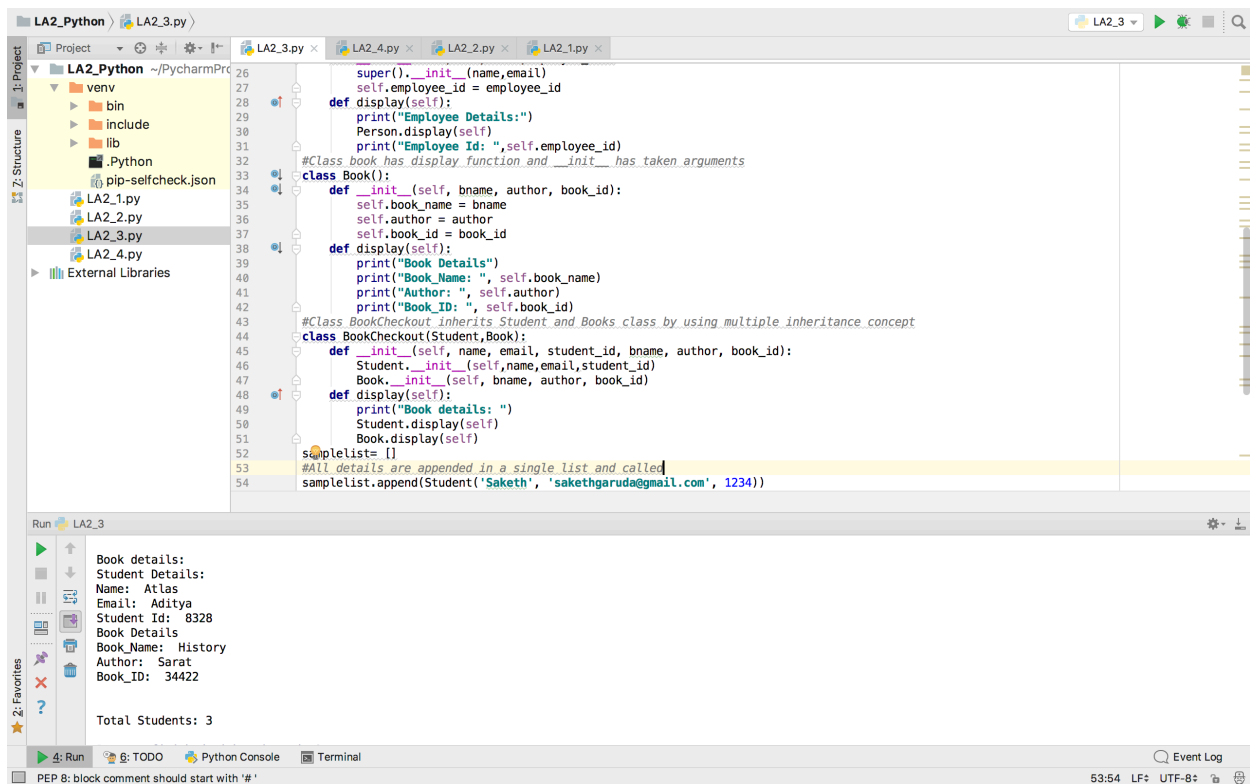 LA2_Python LA2_3.py LA2_3
1: Project
Z: Structure
2: Favorites
Project
LA2_Python ~/PycharmPro
venv
bin
include
lib
.Python
pip-selfcheck.json
LA2_1.py
LA2_2.py
LA2_3.py
LA2_4.py
External Libraries
LA2_3.py LA2_4.py LA2_2.py LA2_1.py
26 super().__init__(name,email)
27 self.employee_id = employee_id
28 def display(self):
29 print("Employee Details:")
30 Person.display(self)
31 print("Employee Id: ",self.employee_id)
32 #Class book has display function and __init__ has taken arguments
33 class Book():
34 def __init__(self, bname, author, book_id):
35 self.book_name = bname
36 self.author = author
37 self.book_id = book_id
38 def display(self):
39 print("Book Details")
40 print("Book_Name: ", self.book_name)
41 print("Author: ", self.author)
42 print("Book_ID: ", self.book_id)
43 #Class BookCheckout inherits Student and Books class by using multiple inheritance concept
44 class BookCheckout(Student,Book):
45 def __init__(self, name, email, student_id, bname, author, book_id):
46 Student.__init__(self,name,email,student_id)
47 Book.__init__(self, bname, author, book_id)
48 def display(self):
49 print("Book details: ")
50 Student.display(self)
51 Book.display(self)
52 samplelist= []
53 #All details are appended in a single list and called
54 samplelist.append(Student('Saketh', 'sakethgaruda@gmail.com', 1234))
Run LA2_3
Book details:
Student Details:
Name: Atlas
Email: Aditya
Student Id: 8328
Book Details
Book_Name: History
Author: Sarat
Book_ID: 34422
Total Students: 3
4: Run 6: TODO Python Console Terminal Event Log
PEP 8: block comment should start with '# ' 53:54 LF UTF-8